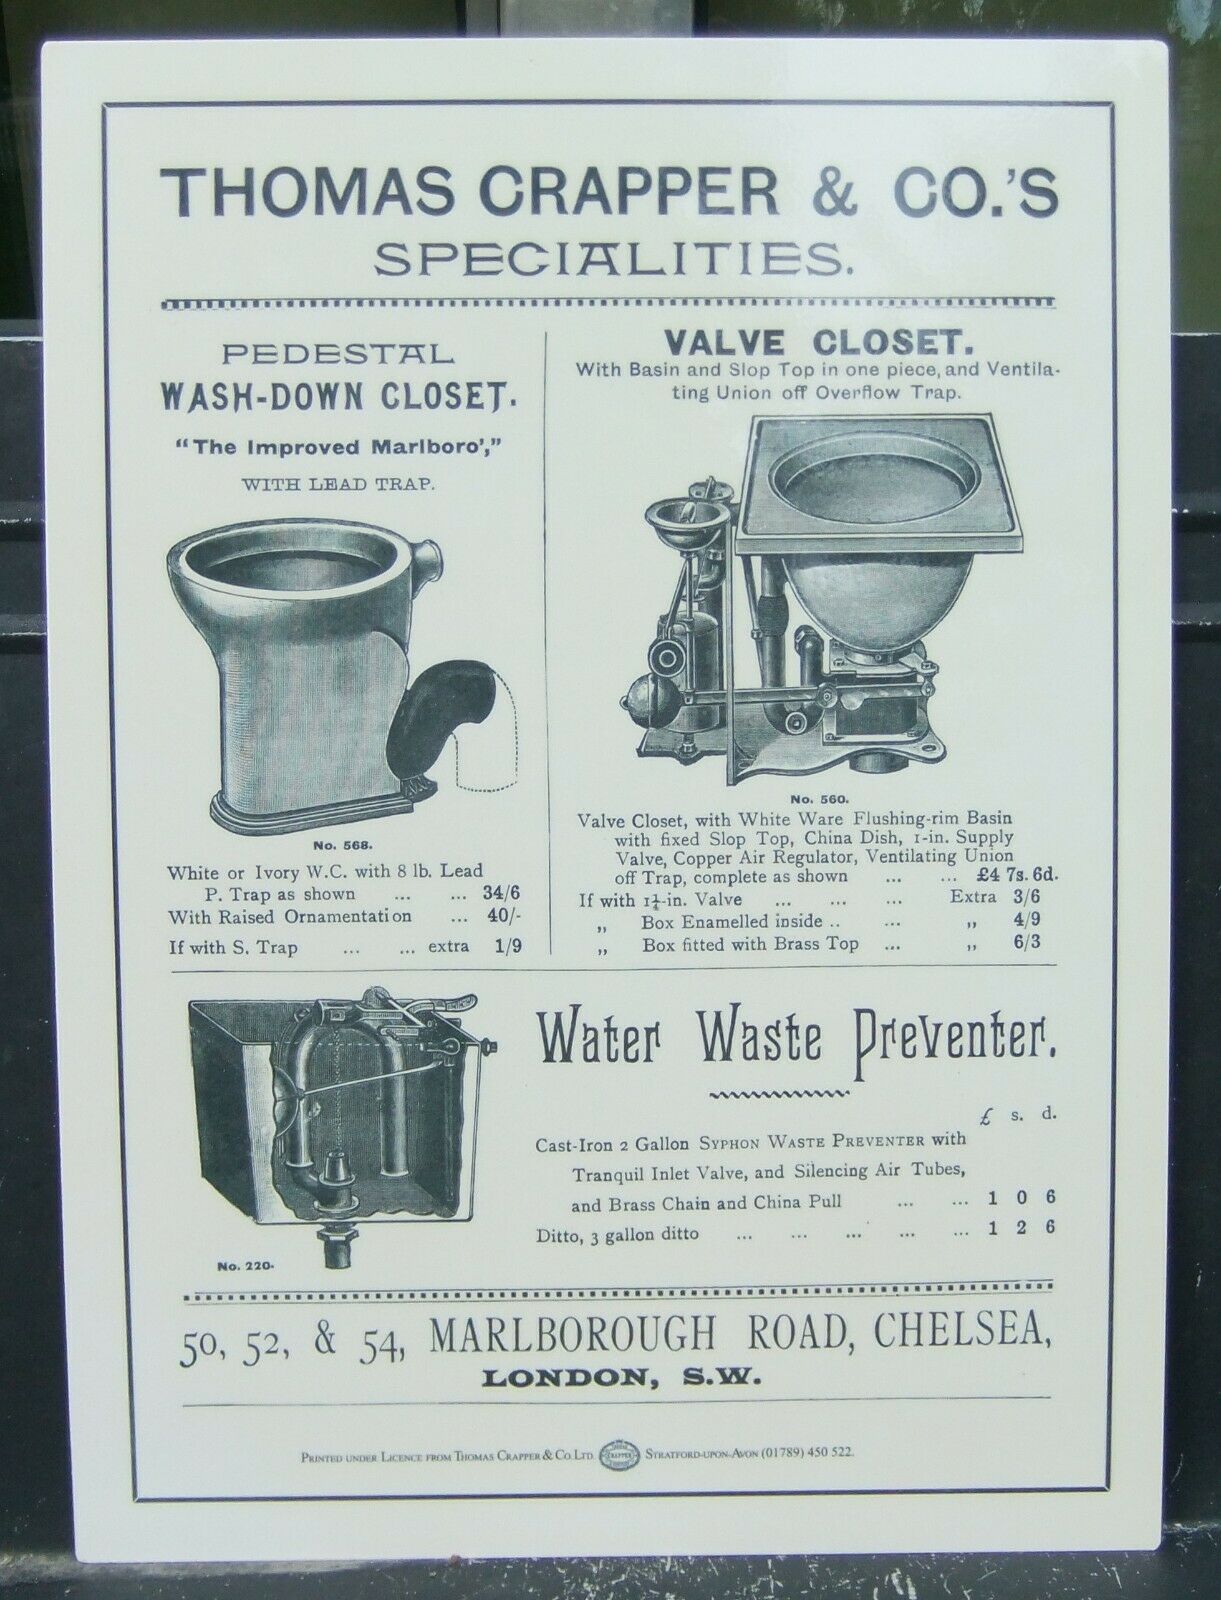 THOMAS CRAPPER & CO.'S
SPECIALITIES.
PEDESTAL
WASH-DOWN CLOSET.
"The Improved Marlboro',"
WITH LEAD TRAP.
No. 568.
White or Ivory W.C. with 8 lb. Lead
P. Trap as shown ... ... 34/6
With Raised Ornamentation ... 40/-
If with S. Trap ... ... extra 1/9
VALVE CLOSET.
With Basin and Slop Top in one piece, and Ventila-
ting Union off Overflow Trap.
No. 560.
Valve Closet, with White Ware Flushing-rim Basin
with fixed Slop Top, China Dish, 1-in. Supply
Valve, Copper Air Regulator, Ventilating Union
off Trap, complete as shown ... ... £4 7s. 6d.
If with 1¼-in. Valve ... ... ... Extra 3/6
„ Box Enamelled inside .. ... „ 4/9
„ Box fitted with Brass Top ... „ 6/3
No. 220.
Water Waste Preventer.
£ s. d.
Cast-Iron 2 Gallon SYPHON WASTE PREVENTER with
Tranquil Inlet Valve, and Silencing Air Tubes,
and Brass Chain and China Pull ... ... 1 0 6
Ditto, 3 gallon ditto ... ... ... ... ... 1 2 6
50, 52, & 54, MARLBOROUGH ROAD, CHELSEA,
LONDON, S.W.
PRINTED UNDER LICENCE FROM THOMAS CRAPPER & CO. LTD. CRAPPER STRATFORD-UPON-AVON (01789) 450 522.